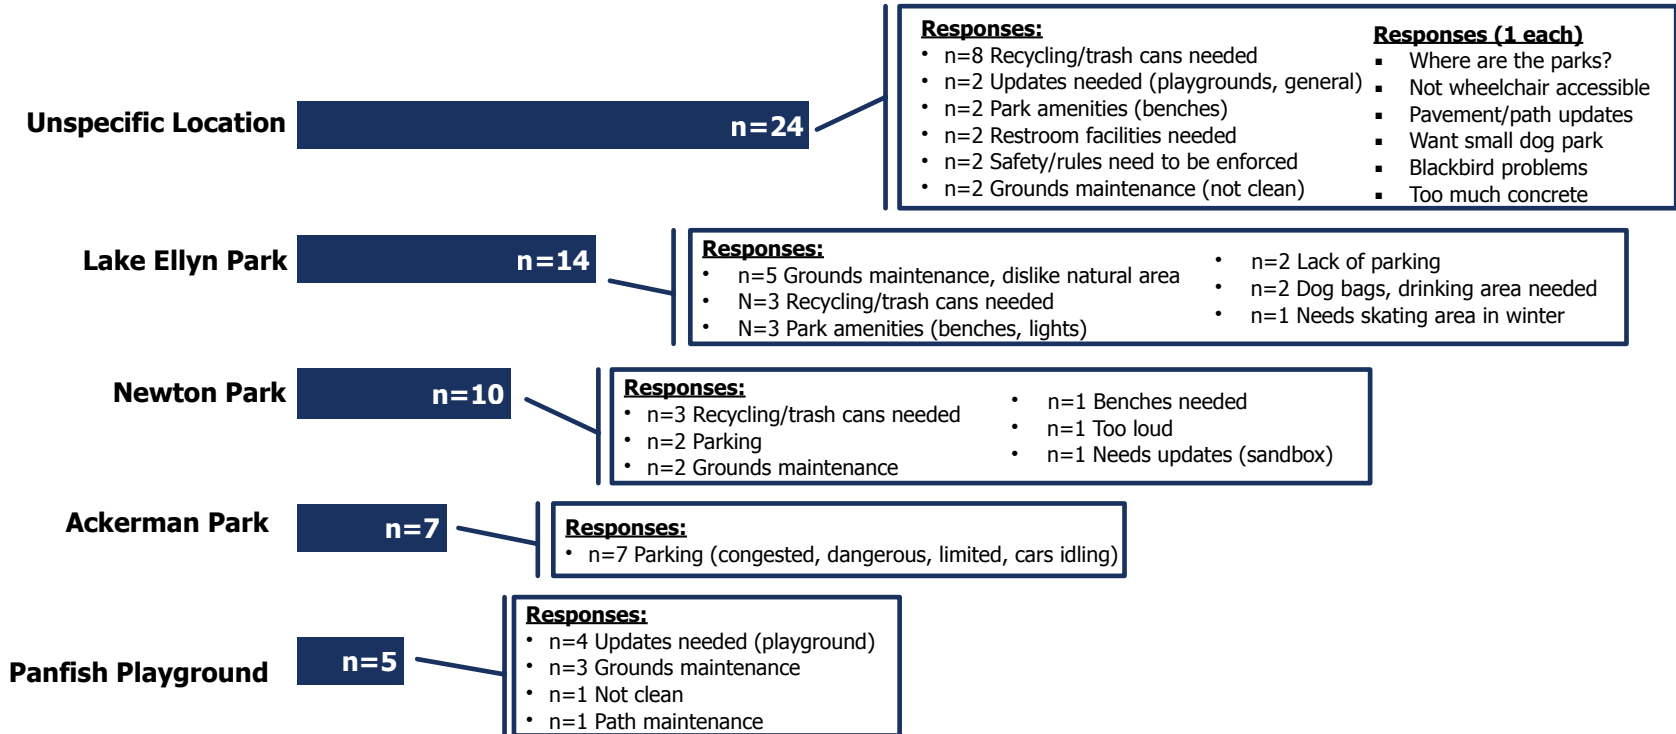 Unspecific Location
n=24
Responses:
• n=8 Recycling/trash cans needed
• n=2 Updates needed (playgrounds, general)
• n=2 Park amenities (benches)
• n=2 Restroom facilities needed
• n=2 Safety/rules need to be enforced
• n=2 Grounds maintenance (not clean)
Responses (1 each)
▪ Where are the parks?
▪ Not wheelchair accessible
▪ Pavement/path updates
▪ Want small dog park
▪ Blackbird problems
▪ Too much concrete
Lake Ellyn Park
n=14
Responses:
• n=5 Grounds maintenance, dislike natural area
• N=3 Recycling/trash cans needed
• N=3 Park amenities (benches, lights)
• n=2 Lack of parking
• n=2 Dog bags, drinking area needed
• n=1 Needs skating area in winter
Newton Park
n=10
Responses:
• n=3 Recycling/trash cans needed
• n=2 Parking
• n=2 Grounds maintenance
• n=1 Benches needed
• n=1 Too loud
• n=1 Needs updates (sandbox)
Ackerman Park
n=7
Responses:
• n=7 Parking (congested, dangerous, limited, cars idling)
Panfish Playground
n=5
Responses:
• n=4 Updates needed (playground)
• n=3 Grounds maintenance
• n=1 Not clean
• n=1 Path maintenance